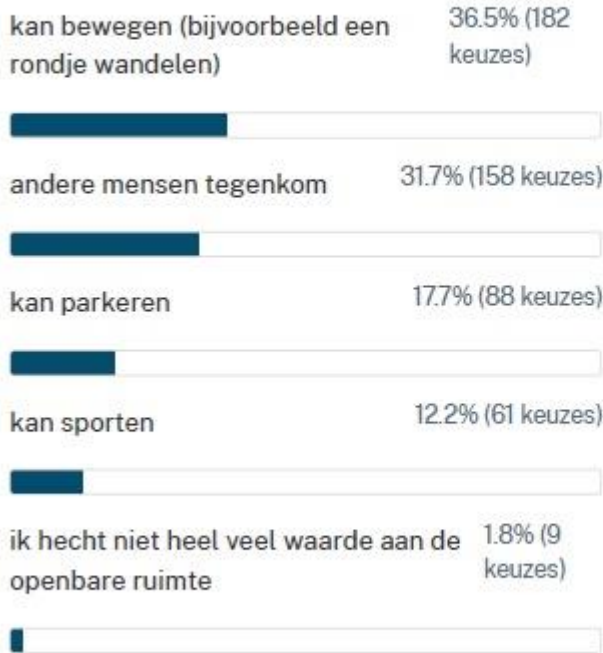 kan bewegen (bijvoorbeeld een
rondje wandelen)
36.5% (182
keuzes)
andere mensen tegenkom
31.7% (158 keuzes)
kan parkeren
17.7% (88 keuzes)
kan sporten
12.2% (61 keuzes)
ik hecht niet heel veel waarde aan de
openbare ruimte
1.8% (9
keuzes)